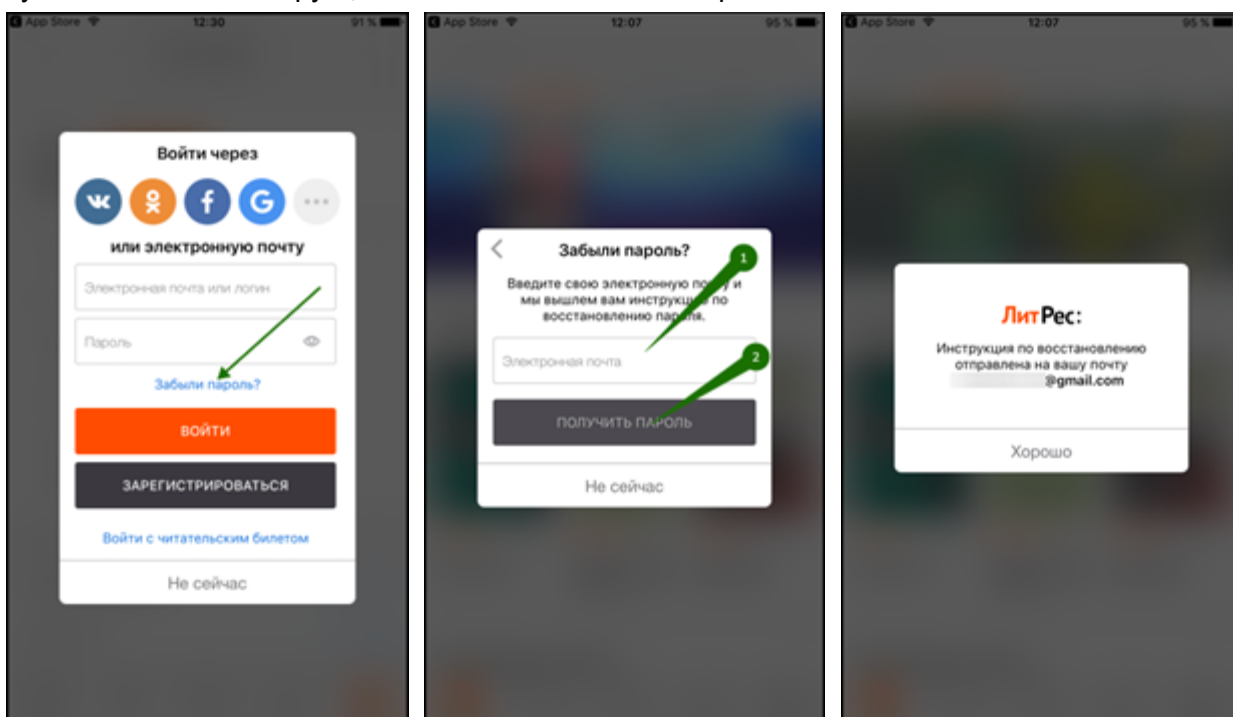 App Store 12:30 91 %
Войти через
или электронную почту
Электронная почта или логин
Пароль
Забыли пароль?
ВОЙТИ
ЗАРЕГИСТРИРОВАТЬСЯ
Войти с читательским билетом
Не сейчас
App Store 12:07 95 %
Забыли пароль?
1
Введите свою электронную почту и
мы вышлем вам инструкцию по
восстановлению пароля.
Электронная почта
2
ПОЛУЧИТЬ ПАРОЛЬ
Не сейчас
App Store 12:07 95 %
ЛитРес:
Инструкция по восстановлению
отправлена на вашу почту
@gmail.com
Хорошо